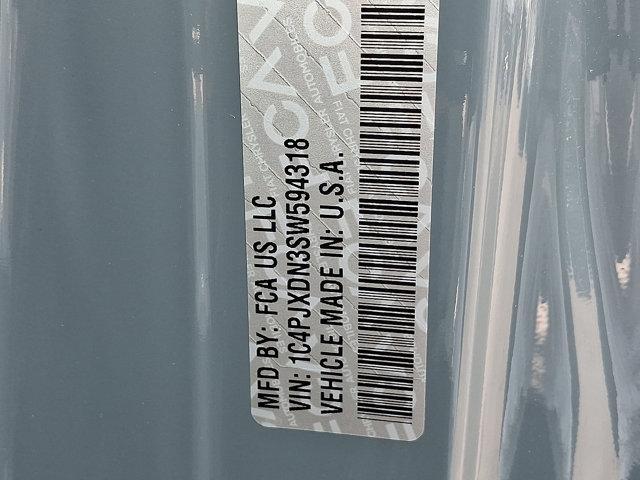 MFD BY: FCA US LLC
VIN: 1C4PJXDN3SW594318
VEHICLE MADE IN: U.S.A.